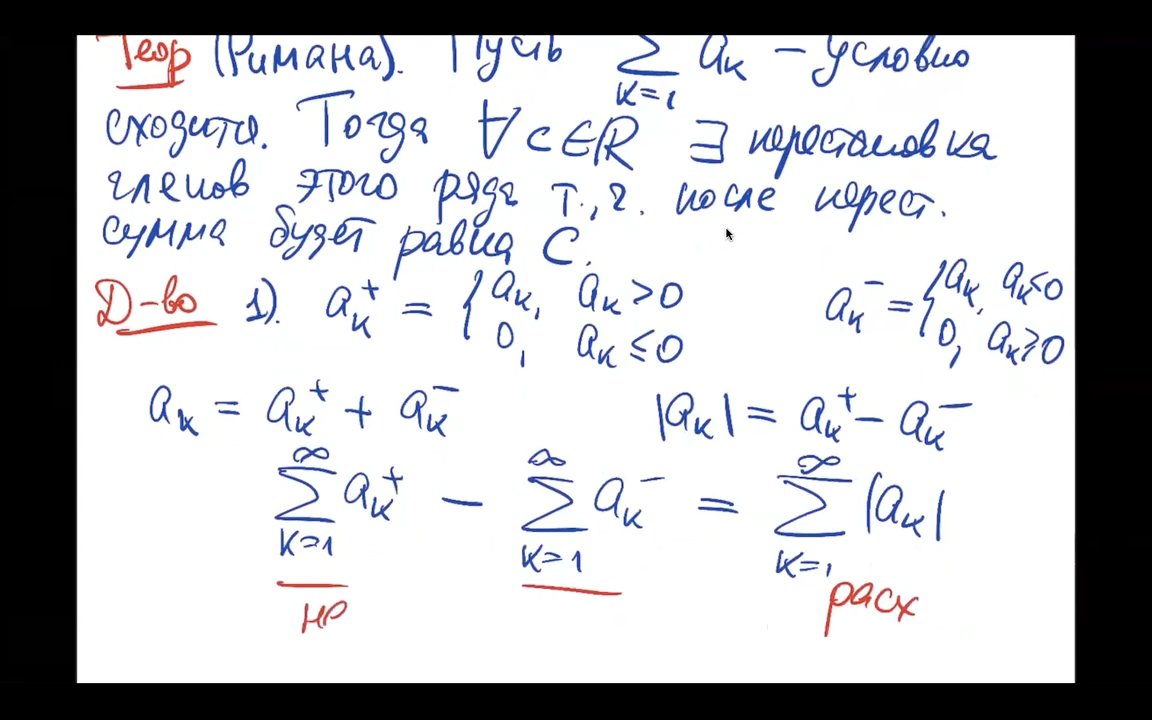 Теор (Римана). Пусть ∑_{k=1} a_k – условно
сходится. Тогда ∀ c ∈ ℝ ∃ перестановка
членов этого ряда т., ч. после перест.
сумма будет равна C.
Д-во 1). a_k^+ = { a_k, a_k > 0 ; 0, a_k ≤ 0    a_k^- = { a_k, a_k ≤ 0 ; 0, a_k ≥ 0
a_k = a_k^+ + a_k^-    |a_k| = a_k^+ - a_k^-
∑_{k=1}^∞ a_k^+ - ∑_{k=1}^∞ a_k^- = ∑_{k=1}^∞ |a_k|
расх